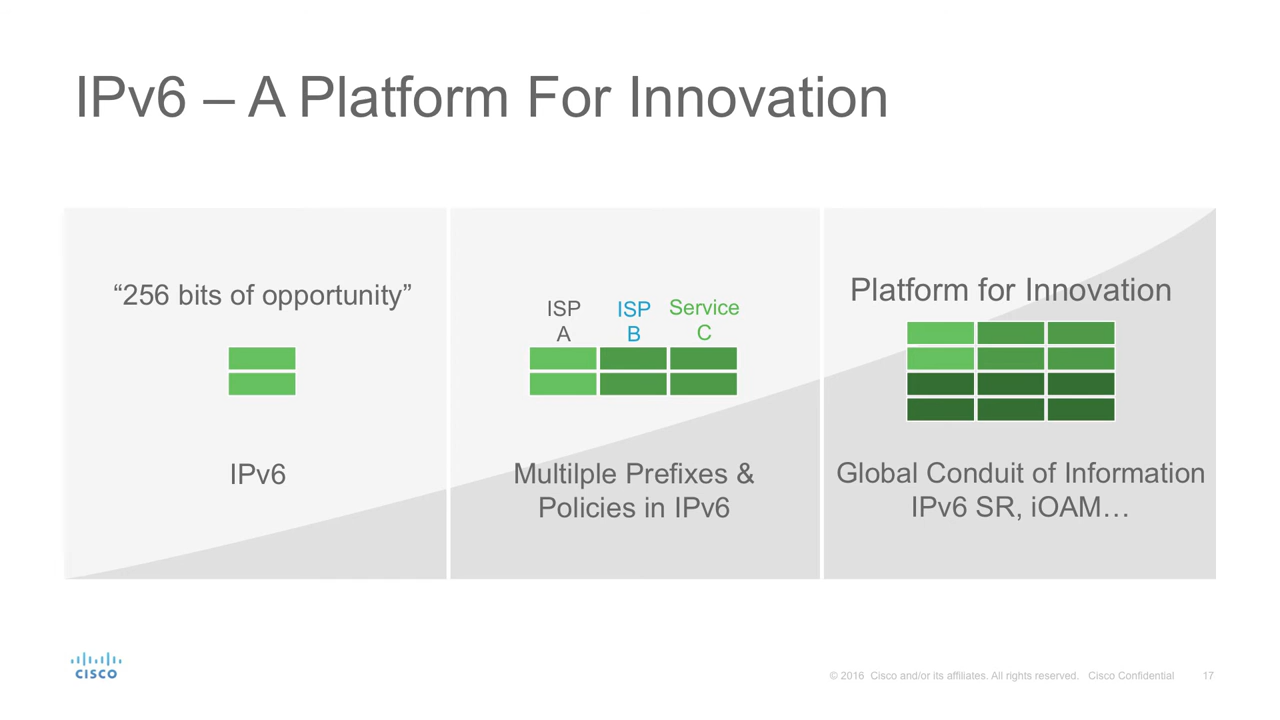 IPv6 – A Platform For Innovation
“256 bits of opportunity”
IPv6
ISP
A
ISP
B
Service
C
Multilple Prefixes &
Policies in IPv6
Platform for Innovation
Global Conduit of Information
IPv6 SR, iOAM…
CISCO
© 2016 Cisco and/or its affiliates. All rights reserved. Cisco Confidential 17